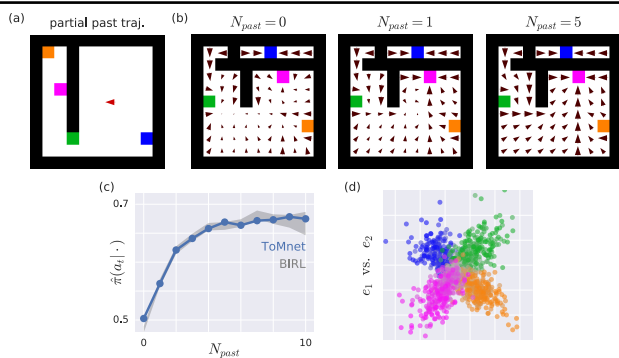 (a) partial past traj.
(b) N_past = 0 N_past = 1 N_past = 5
(c)
0.7
0.5
π̂(a_t| ·)
ToMnet
BIRL
0 10
N_past
(d)
e_1 vs. e_2